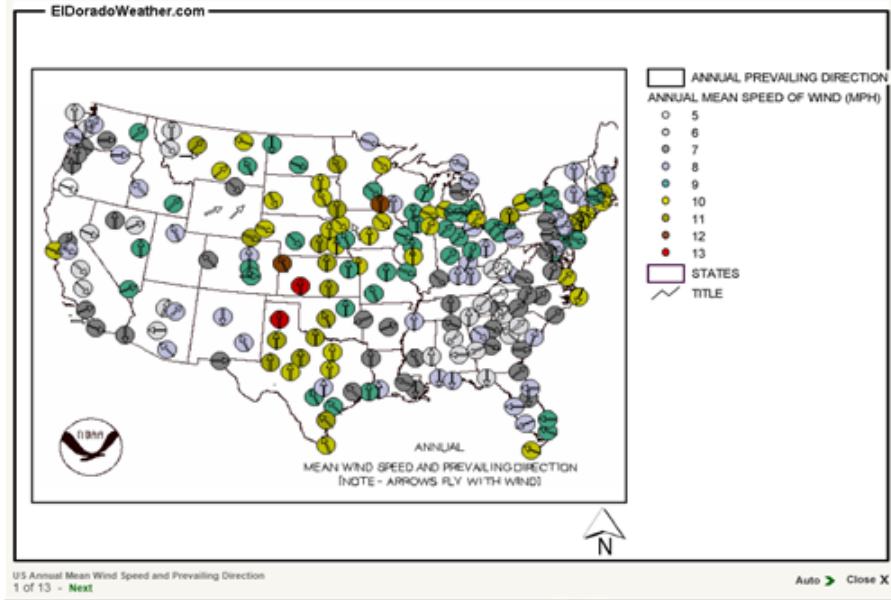 ElDoradoWeather.com
ANNUAL PREVAILING DIRECTION
ANNUAL MEAN SPEED OF WIND (MPH)
5
6
7
8
9
10
11
12
13
STATES
TITLE
NOAA
ANNUAL
MEAN WIND SPEED AND PREVAILING DIRECTION
(NOTE - ARROWS FLY WITH WIND)
N
US Annual Mean Wind Speed and Prevailing Direction
1 of 13 - Next
Auto
Close X